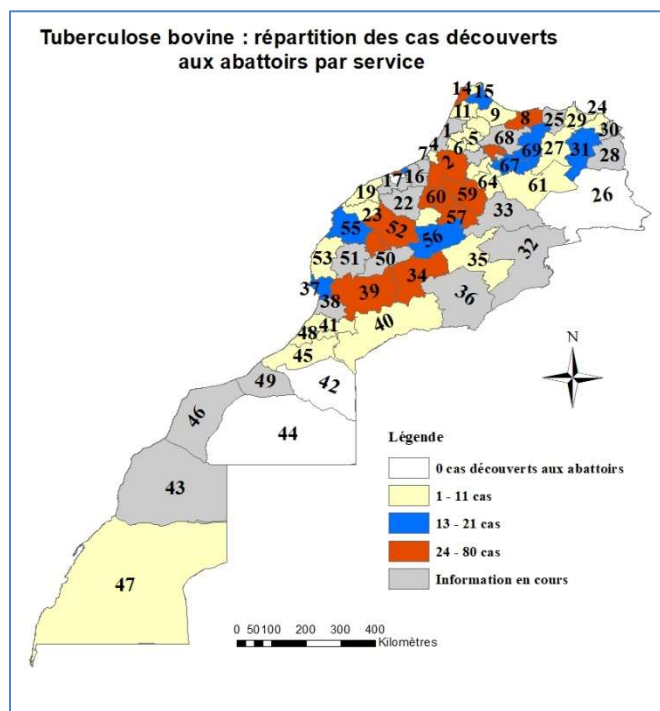 Tuberculose bovine : répartition des cas découverts
aux abattoirs par service
14 15
11 9 8 25 24
29
1 5 68 30
4 6 69 27 31 28
7 2 67
17 16 64
19 22 60 59 61 26
23 57 33
55 52 56
53 51 50 35 32
37 34
38 39 36
48 41 40
45
49 42
46
44
43
47
N
Légende
0 cas découverts aux abattoirs
1 - 11 cas
13 - 21 cas
24 - 80 cas
Information en cours
0 50 100 200 300 400
Kilomètres